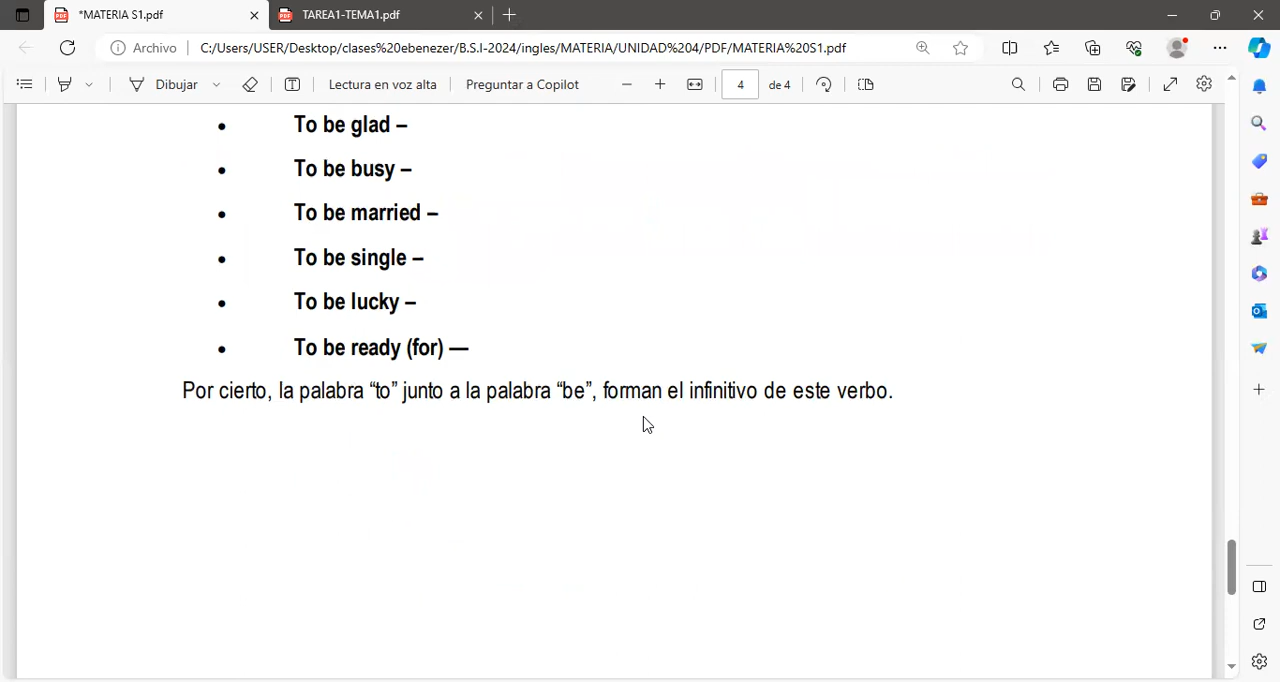 *MATERIA S1.pdf
TAREA1-TEMA1.pdf
Archivo
C:/Users/USER/Desktop/clases%20ebenezer/B.S.I-2024/ingles/MATERIA/UNIDAD%204/PDF/MATERIA%20S1.pdf
Dibujar
Lectura en voz alta
Preguntar a Copilot
4
de 4
• To be glad –
• To be busy –
• To be married –
• To be single –
• To be lucky –
• To be ready (for) —
Por cierto, la palabra “to” junto a la palabra “be”, forman el infinitivo de este verbo.